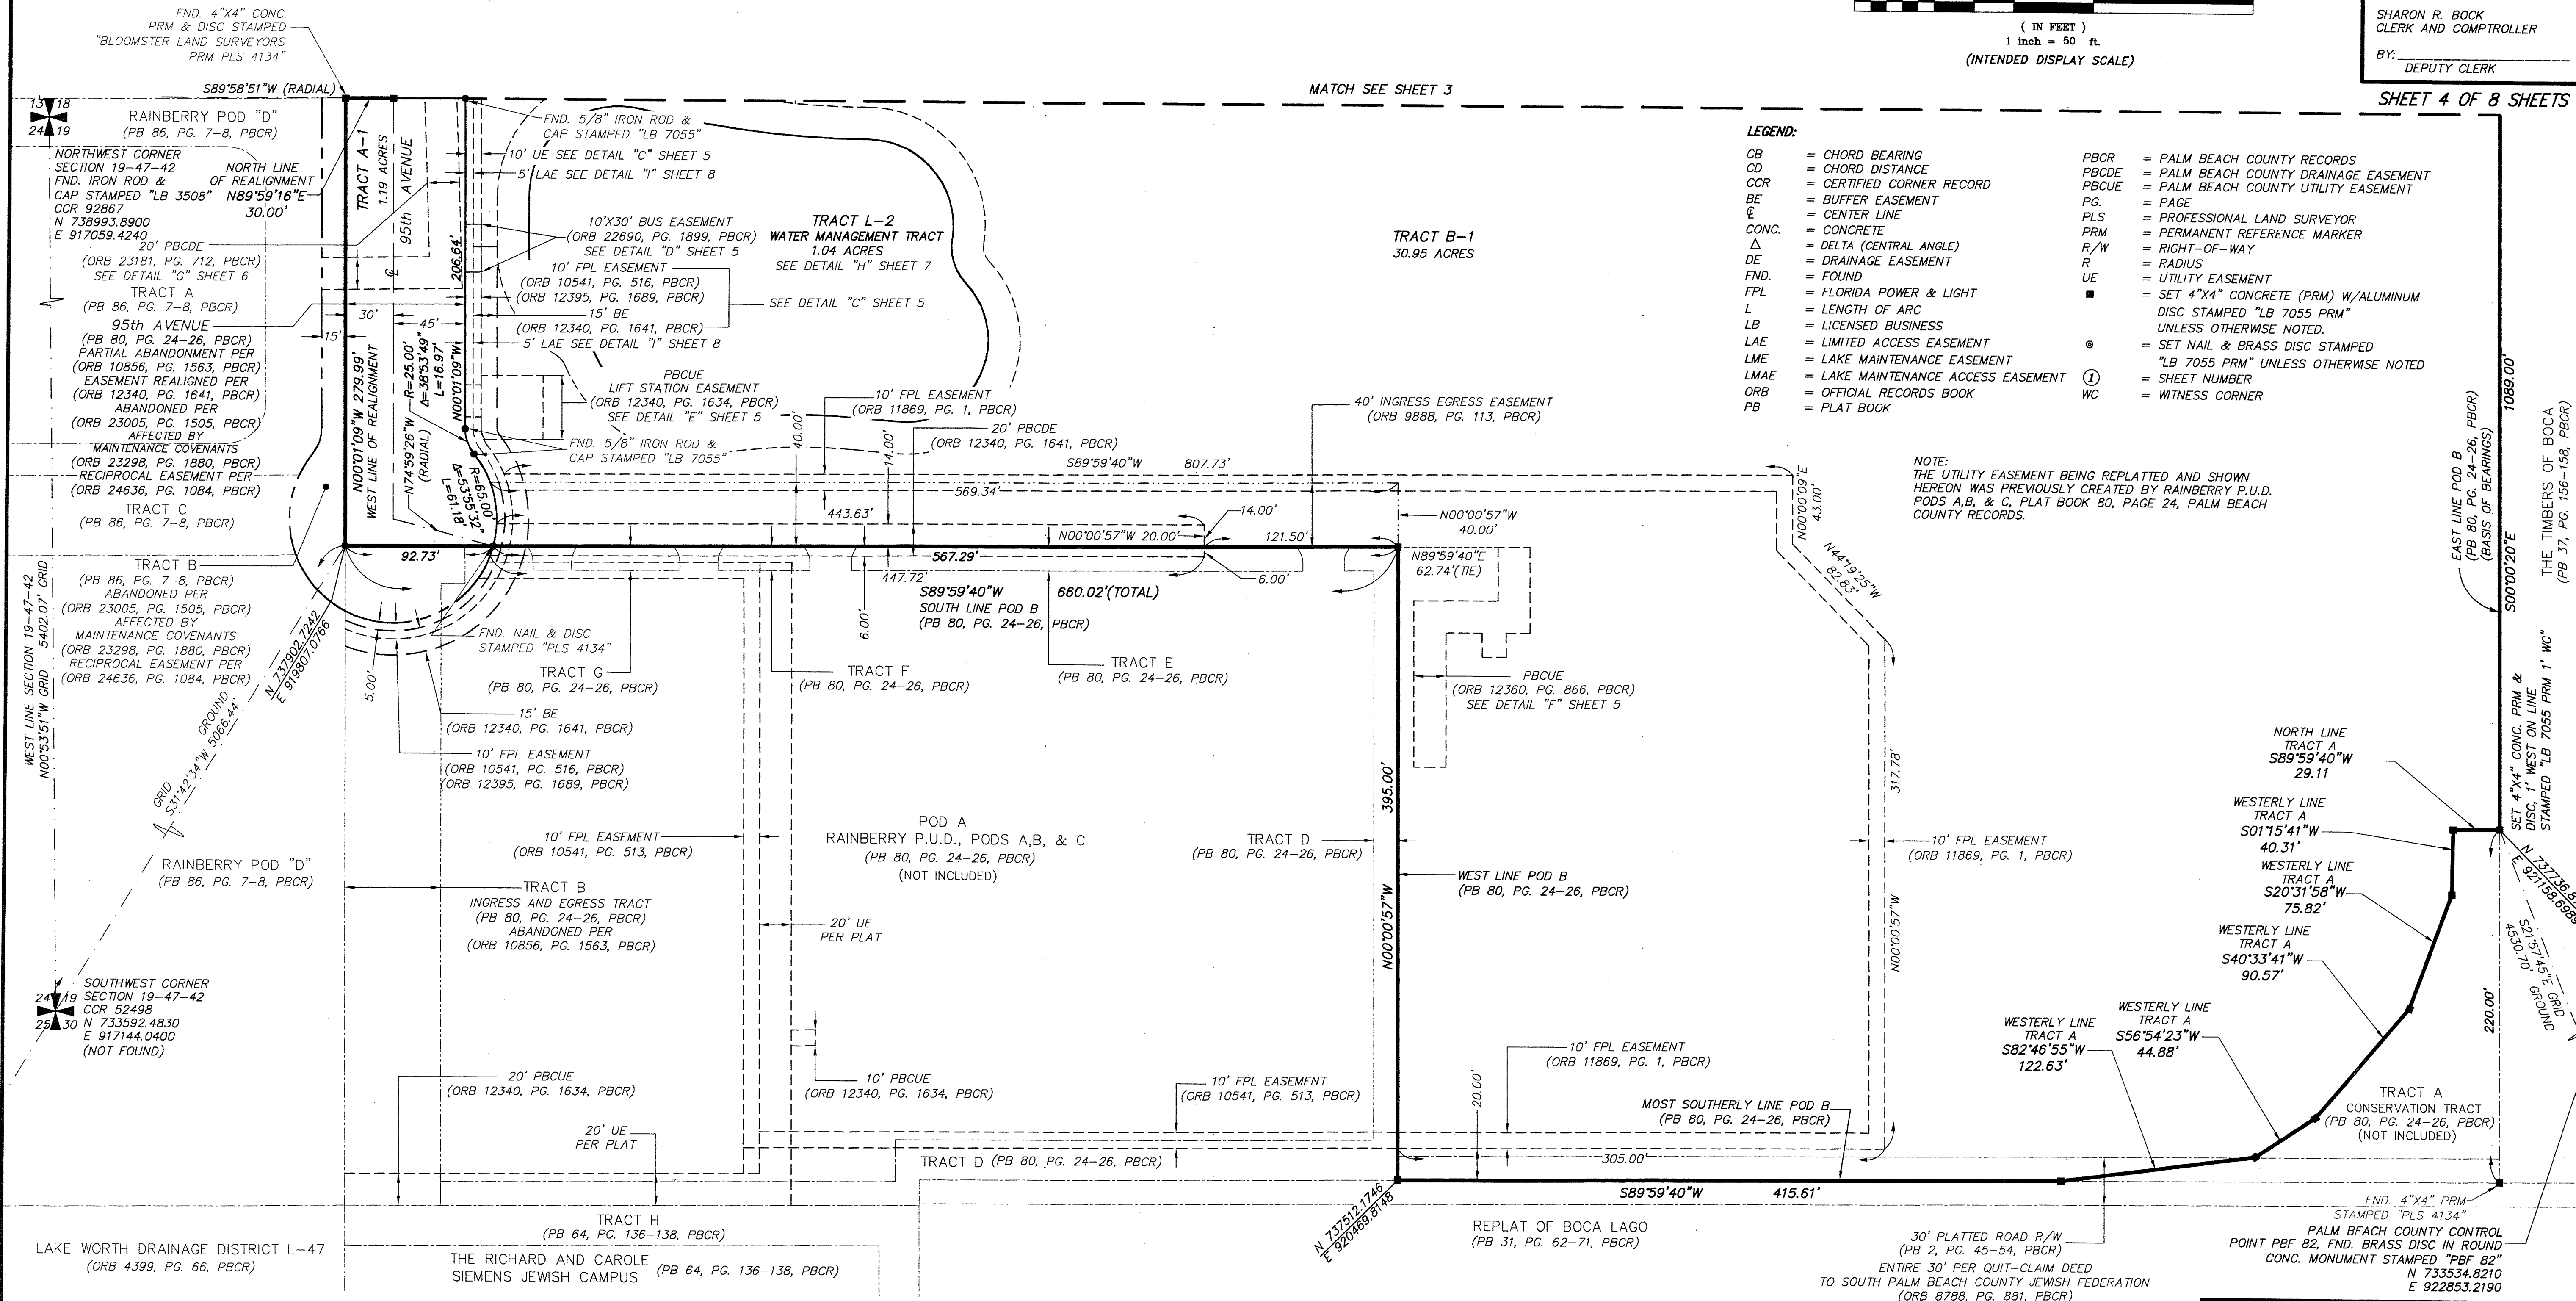 FND. 4"X4" CONC.
PRM & DISC STAMPED
"BLOOMSTER LAND SURVEYORS
PRM PLS 4134"
( IN FEET )
1 inch = 50 ft.
(INTENDED DISPLAY SCALE)
SHARON R. BOCK
CLERK AND COMPTROLLER
BY:
DEPUTY CLERK
SHEET 4 OF 8 SHEETS
MATCH SEE SHEET 3
S89°58'51"W (RADIAL)
13 18
24 19
RAINBERRY POD "D"
(PB 86, PG. 7-8, PBCR)
NORTHWEST CORNER
SECTION 19-47-42
FND. IRON ROD &
CAP STAMPED "LB 3508"
CCR 92867
N 738993.8900
E 917059.4240
NORTH LINE
OF REALIGNMENT
N89°59'16"E
30.00'
20' PBCDE
(ORB 23181, PG. 712, PBCR)
SEE DETAIL "G" SHEET 6
TRACT A
(PB 86, PG. 7-8, PBCR)
95th AVENUE
(PB 80, PG. 24-26, PBCR)
PARTIAL ABANDONMENT PER
(ORB 10856, PG. 1563, PBCR)
EASEMENT REALIGNED PER
(ORB 12340, PG. 1641, PBCR)
ABANDONED PER
(ORB 23005, PG. 1505, PBCR)
AFFECTED BY
MAINTENANCE COVENANTS
(ORB 23298, PG. 1880, PBCR)
RECIPROCAL EASEMENT PER
(ORB 24636, PG. 1084, PBCR)
TRACT C
(PB 86, PG. 7-8, PBCR)
TRACT B
(PB 86, PG. 7-8, PBCR)
ABANDONED PER
(ORB 23005, PG. 1505, PBCR)
AFFECTED BY
MAINTENANCE COVENANTS
(ORB 23298, PG. 1880, PBCR)
RECIPROCAL EASEMENT PER
(ORB 24636, PG. 1084, PBCR)
WEST LINE SECTION 19-47-42
N00°53'51"W GRID 5402.07' GRID
GROUND
GRID
S31°42'34"W 5066.44'
N 737902.7242
E 919807.0766
RAINBERRY POD "D"
(PB 86, PG. 7-8, PBCR)
SOUTHWEST CORNER
SECTION 19-47-42
CCR 52498
N 733592.4830
E 917144.0400
(NOT FOUND)
24 19
25 30
LAKE WORTH DRAINAGE DISTRICT L-47
(ORB 4399, PG. 66, PBCR)
TRACT A-1
1.19 ACRES
95th AVENUE
℄
206.64'
30'
45'
15'
N00°01'09"W 279.99'
WEST LINE OF REALIGNMENT
R=25.00'
Δ=38°53'49"
L=16.97'
N00°01'09"W
N74°59'26"W
(RADIAL)
R=65.00'
Δ=53°55'32"
L=61.18'
FND. 5/8" IRON ROD &
CAP STAMPED "LB 7055"
10' UE SEE DETAIL "C" SHEET 5
5' LAE SEE DETAIL "I" SHEET 8
10'X30' BUS EASEMENT
(ORB 22690, PG. 1899, PBCR)
SEE DETAIL "D" SHEET 5
10' FPL EASEMENT
(ORB 10541, PG. 516, PBCR)
(ORB 12395, PG. 1689, PBCR)
SEE DETAIL "C" SHEET 5
15' BE
(ORB 12340, PG. 1641, PBCR)
5' LAE SEE DETAIL "I" SHEET 8
TRACT L-2
WATER MANAGEMENT TRACT
1.04 ACRES
SEE DETAIL "H" SHEET 7
PBCUE
LIFT STATION EASEMENT
(ORB 12340, PG. 1634, PBCR)
SEE DETAIL "E" SHEET 5
FND. 5/8" IRON ROD &
CAP STAMPED "LB 7055"
10' FPL EASEMENT
(ORB 11869, PG. 1, PBCR)
20' PBCDE
(ORB 12340, PG. 1641, PBCR)
40' INGRESS EGRESS EASEMENT
(ORB 9888, PG. 113, PBCR)
TRACT B-1
30.95 ACRES
40.00'
14.00'
S89°59'40"W 807.73'
569.34'
443.63'
14.00'
N00°00'57"W 20.00'
121.50'
N00°00'57"W
40.00'
N00°00'09"E
43.00'
N44°19'25"W
82.83'
92.73'
567.29'
447.72'
6.00'
6.00'
N89°59'40"E
62.74'(TIE)
S89°59'40"W 660.02'(TOTAL)
SOUTH LINE POD B
(PB 80, PG. 24-26, PBCR)
5.00'
FND. NAIL & DISC
STAMPED "PLS 4134"
TRACT G
(PB 80, PG. 24-26, PBCR)
TRACT F
(PB 80, PG. 24-26, PBCR)
TRACT E
(PB 80, PG. 24-26, PBCR)
15' BE
(ORB 12340, PG. 1641, PBCR)
10' FPL EASEMENT
(ORB 10541, PG. 516, PBCR)
(ORB 12395, PG. 1689, PBCR)
PBCUE
(ORB 12360, PG. 866, PBCR)
SEE DETAIL "F" SHEET 5
10' FPL EASEMENT
(ORB 10541, PG. 513, PBCR)
POD A
RAINBERRY P.U.D., PODS A,B, & C
(PB 80, PG. 24-26, PBCR)
(NOT INCLUDED)
TRACT D
(PB 80, PG. 24-26, PBCR)
395.00'
N00°00'57"W
WEST LINE POD B
(PB 80, PG. 24-26, PBCR)
317.78'
N00°00'57"W
10' FPL EASEMENT
(ORB 11869, PG. 1, PBCR)
TRACT B
INGRESS AND EGRESS TRACT
(PB 80, PG. 24-26, PBCR)
ABANDONED PER
(ORB 10856, PG. 1563, PBCR)
20' UE
PER PLAT
20' PBCUE
(ORB 12340, PG. 1634, PBCR)
20' UE
PER PLAT
10' PBCUE
(ORB 12340, PG. 1634, PBCR)
10' FPL EASEMENT
(ORB 10541, PG. 513, PBCR)
TRACT D (PB 80, PG. 24-26, PBCR)
10' FPL EASEMENT
(ORB 11869, PG. 1, PBCR)
20.00'
MOST SOUTHERLY LINE POD B
(PB 80, PG. 24-26, PBCR)
305.00'
S89°59'40"W 415.61'
N 737512.1746
E 920469.8148
TRACT H
(PB 64, PG. 136-138, PBCR)
THE RICHARD AND CAROLE
SIEMENS JEWISH CAMPUS
(PB 64, PG. 136-138, PBCR)
REPLAT OF BOCA LAGO
(PB 31, PG. 62-71, PBCR)
30' PLATTED ROAD R/W
(PB 2, PG. 45-54, PBCR)
ENTIRE 30' PER QUIT-CLAIM DEED
TO SOUTH PALM BEACH COUNTY JEWISH FEDERATION
(ORB 8788, PG. 881, PBCR)
LEGEND:
CB = CHORD BEARING
CD = CHORD DISTANCE
CCR = CERTIFIED CORNER RECORD
BE = BUFFER EASEMENT
℄ = CENTER LINE
CONC. = CONCRETE
Δ = DELTA (CENTRAL ANGLE)
DE = DRAINAGE EASEMENT
FND. = FOUND
FPL = FLORIDA POWER & LIGHT
L = LENGTH OF ARC
LB = LICENSED BUSINESS
LAE = LIMITED ACCESS EASEMENT
LME = LAKE MAINTENANCE EASEMENT
LMAE = LAKE MAINTENANCE ACCESS EASEMENT
ORB = OFFICIAL RECORDS BOOK
PB = PLAT BOOK
PBCR = PALM BEACH COUNTY RECORDS
PBCDE = PALM BEACH COUNTY DRAINAGE EASEMENT
PBCUE = PALM BEACH COUNTY UTILITY EASEMENT
PG. = PAGE
PLS = PROFESSIONAL LAND SURVEYOR
PRM = PERMANENT REFERENCE MARKER
R/W = RIGHT-OF-WAY
R = RADIUS
UE = UTILITY EASEMENT
■ = SET 4"X4" CONCRETE (PRM) W/ALUMINUM
DISC STAMPED "LB 7055 PRM"
UNLESS OTHERWISE NOTED.
◎ = SET NAIL & BRASS DISC STAMPED
"LB 7055 PRM" UNLESS OTHERWISE NOTED
① = SHEET NUMBER
WC = WITNESS CORNER
NOTE:
THE UTILITY EASEMENT BEING REPLATTED AND SHOWN
HEREON WAS PREVIOUSLY CREATED BY RAINBERRY P.U.D.
PODS A,B, & C, PLAT BOOK 80, PAGE 24, PALM BEACH
COUNTY RECORDS.
EAST LINE POD B
(PB 80, PG. 24-26, PBCR)
(BASIS OF BEARINGS)
S00°00'20"E 1089.00'
THE TIMBERS OF BOCA
(PB 37, PG. 156-158, PBCR)
SET 4"X4" CONC. PRM &
DISC, 1' WEST ON LINE
STAMPED "LB 7055 PRM 1' WC"
NORTH LINE
TRACT A
S89°59'40"W
29.11
WESTERLY LINE
TRACT A
S01°15'41"W
40.31'
WESTERLY LINE
TRACT A
S20°31'58"W
75.82'
WESTERLY LINE
TRACT A
S40°33'41"W
90.57'
WESTERLY LINE
TRACT A
S56°54'23"W
44.88'
WESTERLY LINE
TRACT A
S82°46'55"W
122.63'
S21°57'45"E GRID
4530.70' GROUND
220.00'
TRACT A
CONSERVATION TRACT
(PB 80, PG. 24-26, PBCR)
(NOT INCLUDED)
FND. 4"X4" PRM
STAMPED "PLS 4134"
PALM BEACH COUNTY CONTROL
POINT PBF 82, FND. BRASS DISC IN ROUND
CONC. MONUMENT STAMPED "PBF 82"
N 733534.8210
E 922853.2190